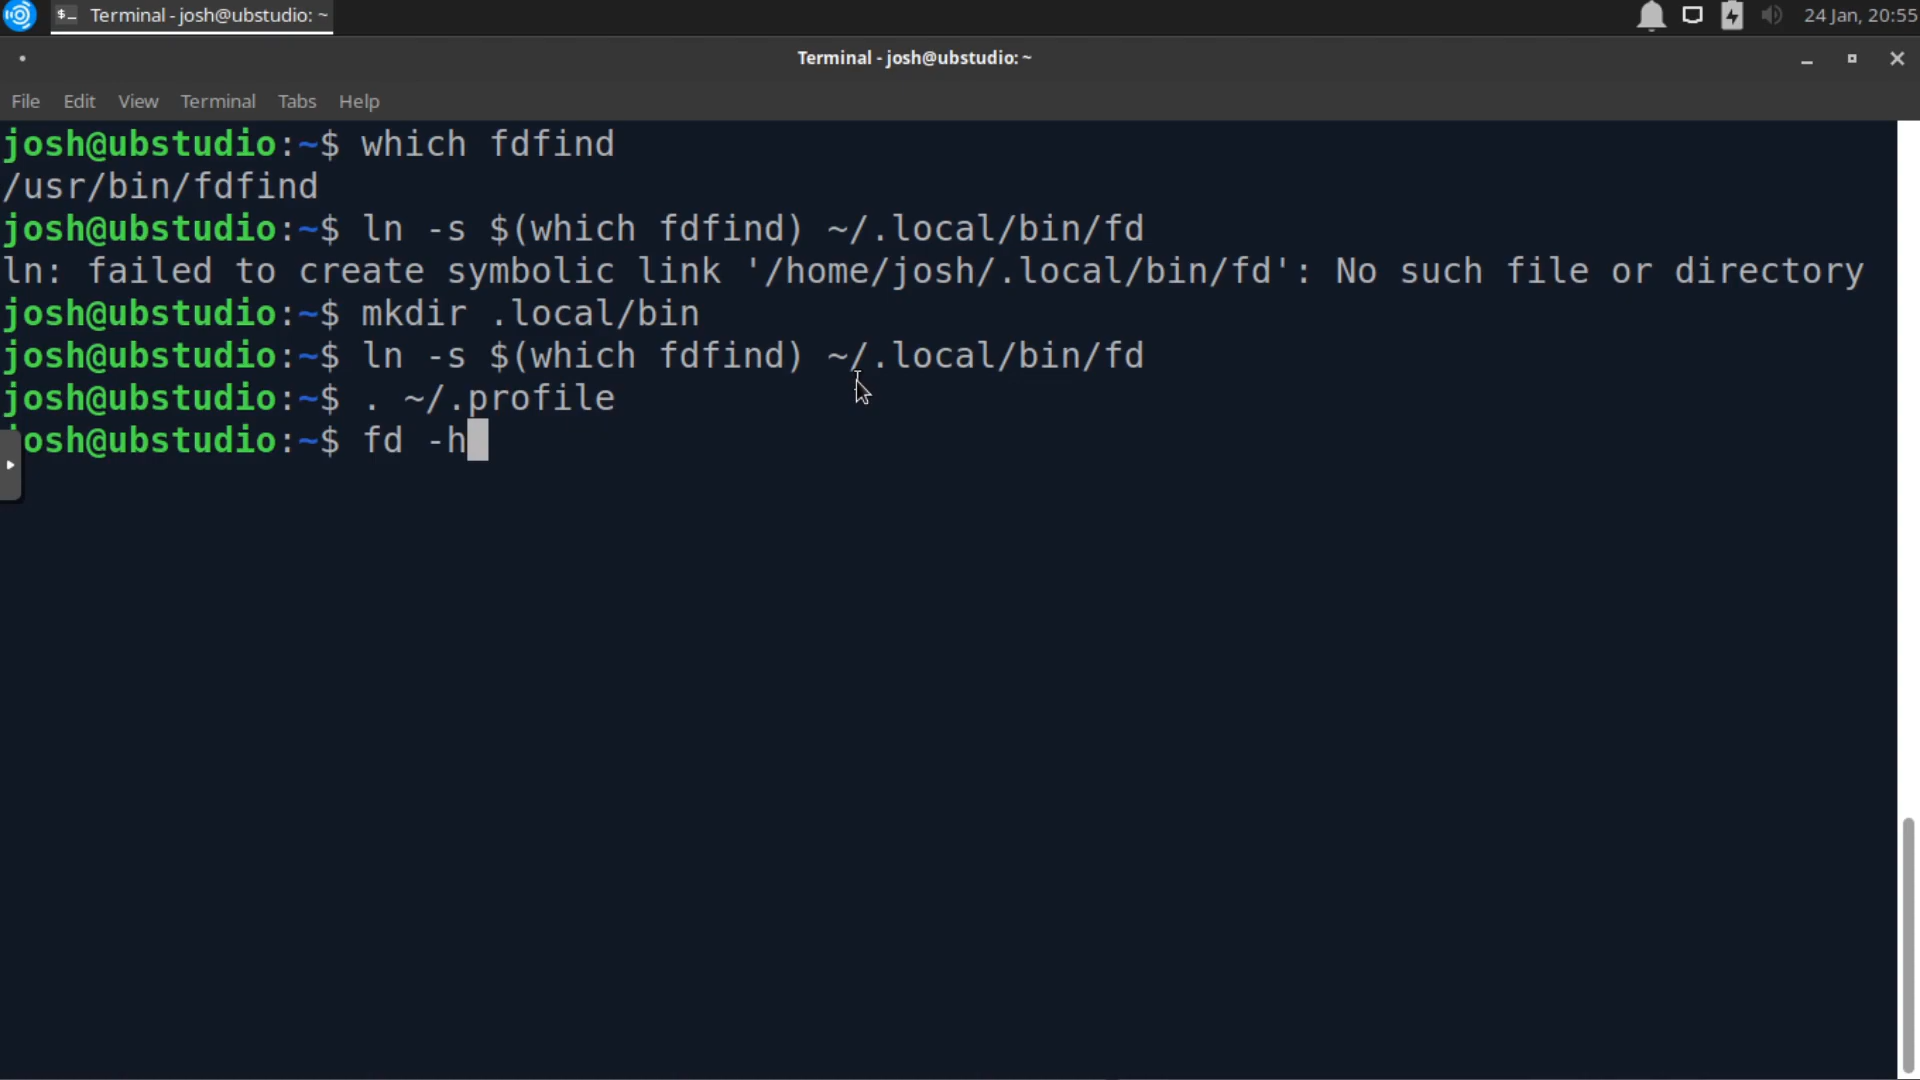 $_ Terminal - josh@ubstudio: ~
24 Jan, 20:55
Terminal - josh@ubstudio: ~
File Edit View Terminal Tabs Help
josh@ubstudio:~$ which fdfind
/usr/bin/fdfind
josh@ubstudio:~$ ln -s $(which fdfind) ~/.local/bin/fd
ln: failed to create symbolic link '/home/josh/.local/bin/fd': No such file or directory
josh@ubstudio:~$ mkdir .local/bin
josh@ubstudio:~$ ln -s $(which fdfind) ~/.local/bin/fd
josh@ubstudio:~$ . ~/.profile
josh@ubstudio:~$ fd -h